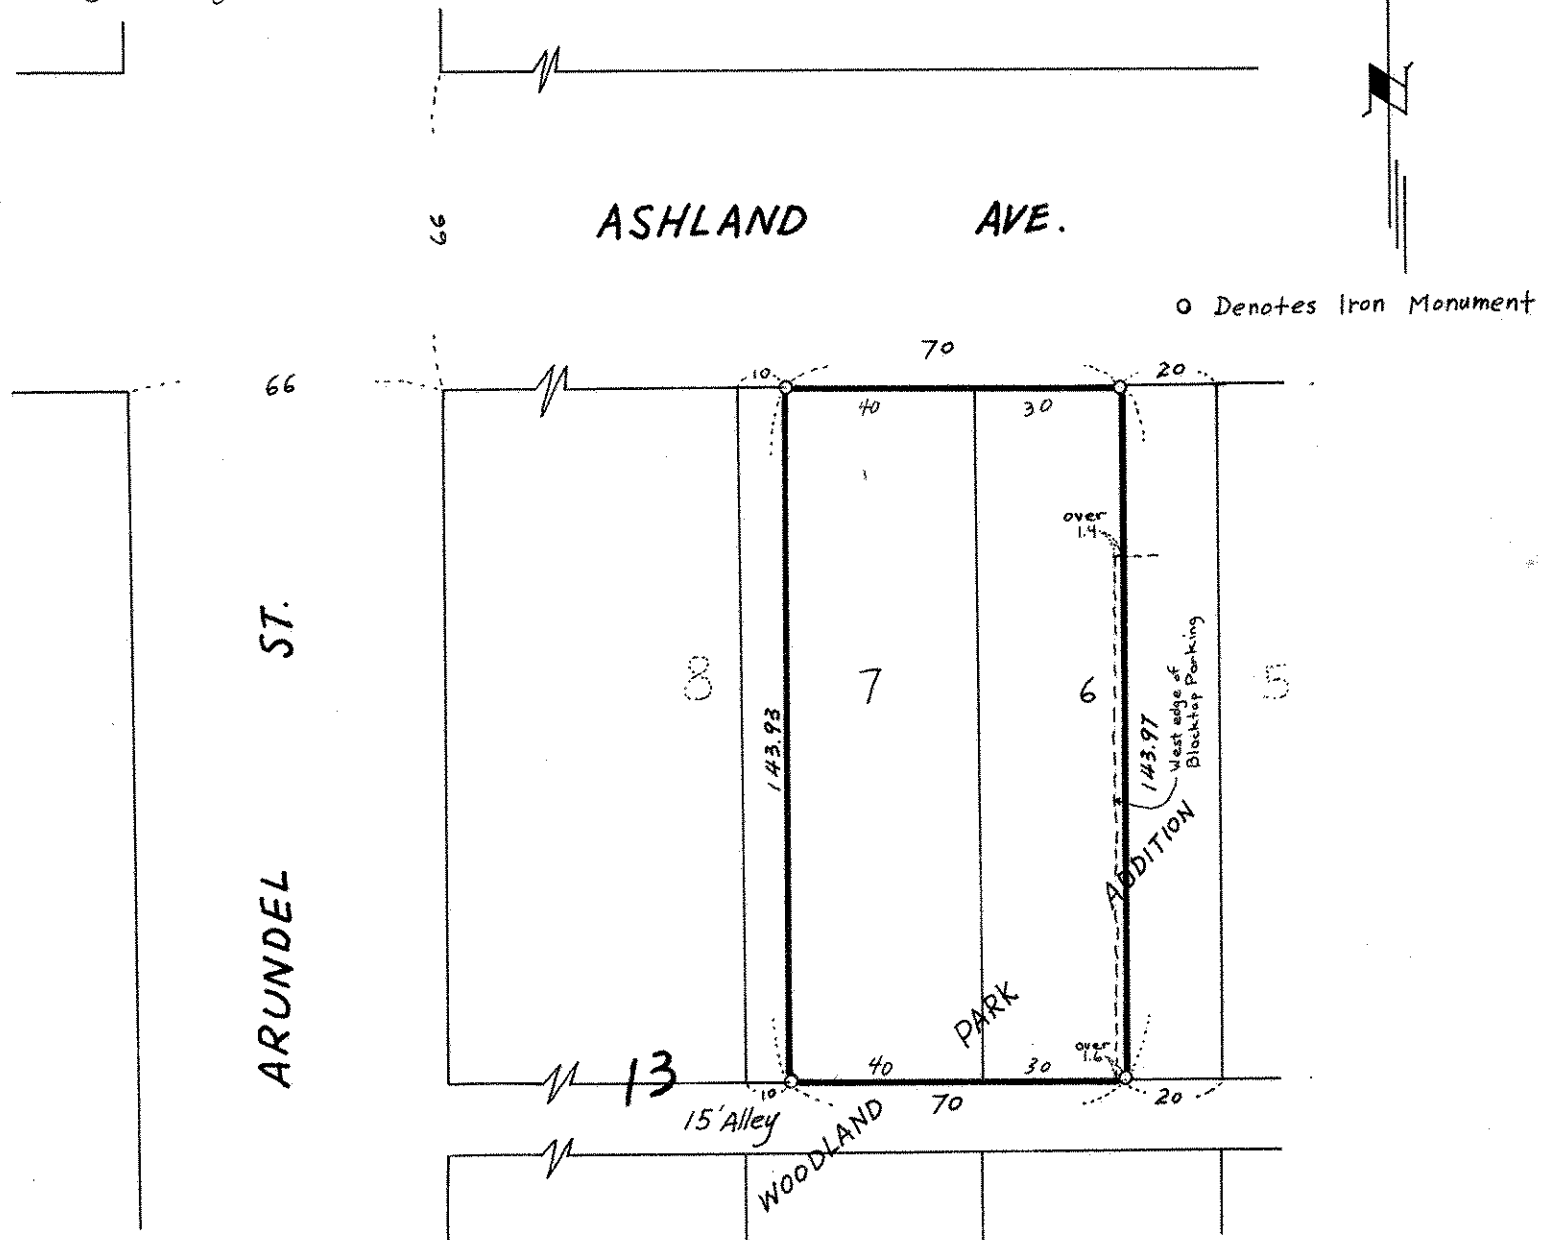 66
ASHLAND AVE.
o Denotes Iron Monument
66
70
10
20
40
30
over
1.4
ARUNDEL ST.
8
7
6
5
143.93
143.97
West edge of
Blacktop Parking
WOODLAND PARK ADDITION
over
1.6
40
30
13
10
70
20
15' Alley